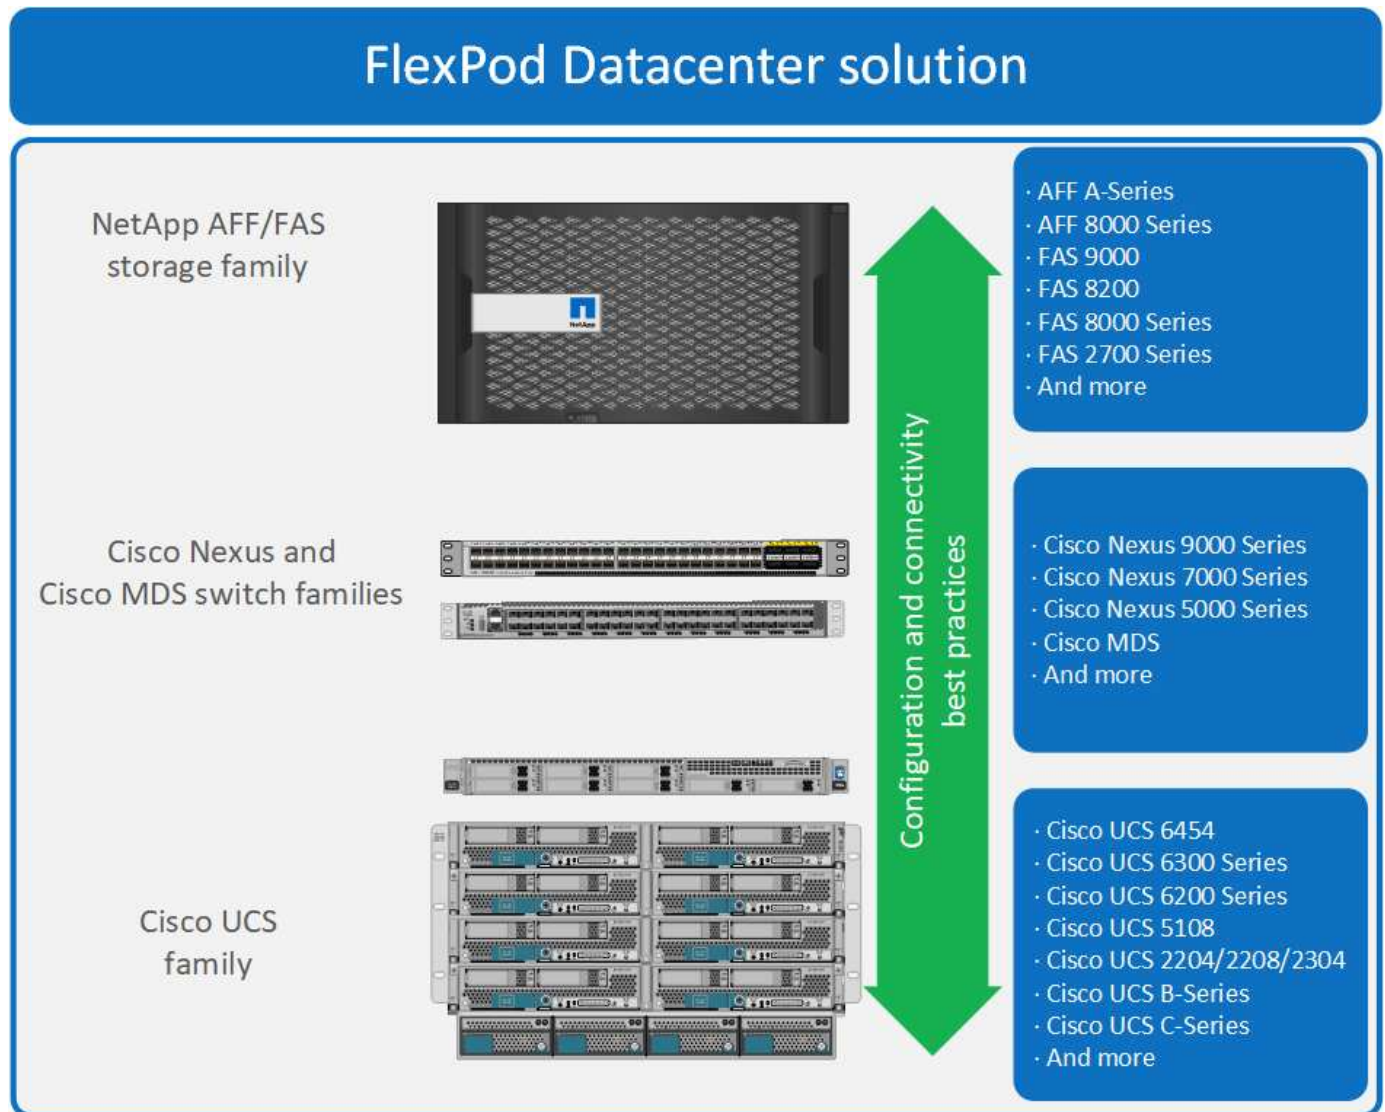 FlexPod Datacenter solution
NetApp AFF/FAS
storage family
NetApp
· AFF A-Series
· AFF 8000 Series
· FAS 9000
· FAS 8200
· FAS 8000 Series
· FAS 2700 Series
· And more
Cisco Nexus and
Cisco MDS switch families
Configuration and connectivity
best practices
· Cisco Nexus 9000 Series
· Cisco Nexus 7000 Series
· Cisco Nexus 5000 Series
· Cisco MDS
· And more
Cisco UCS
family
· Cisco UCS 6454
· Cisco UCS 6300 Series
· Cisco UCS 6200 Series
· Cisco UCS 5108
· Cisco UCS 2204/2208/2304
· Cisco UCS B-Series
· Cisco UCS C-Series
· And more